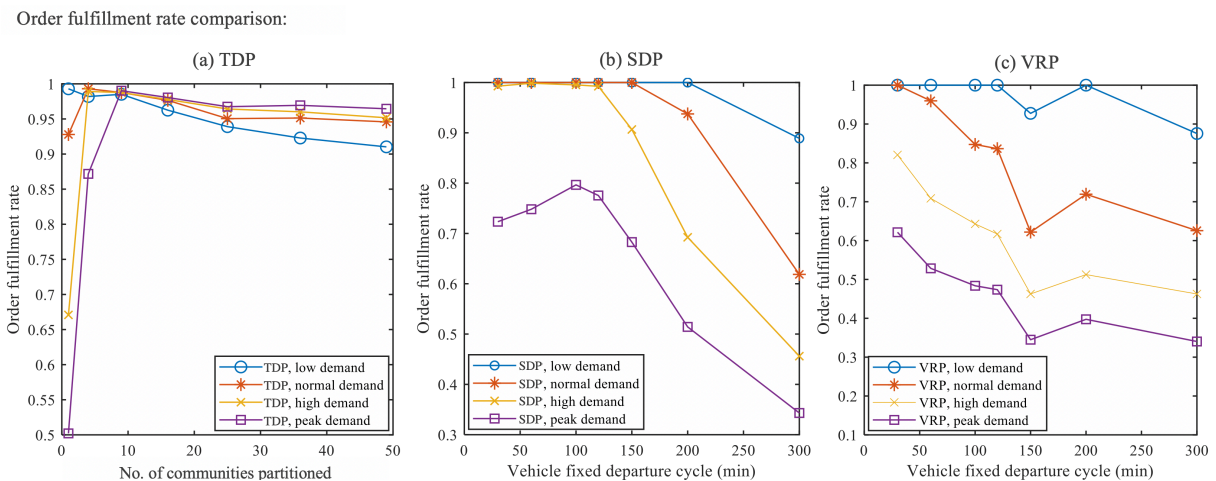 Order fulfillment rate comparison:
(a) TDP
Order fulfillment rate
1
0.95
0.9
0.85
0.8
0.75
0.7
0.65
0.6
0.55
0.5
TDP, low demand
TDP, normal demand
TDP, high demand
TDP, peak demand
0 10 20 30 40 50
No. of communities partitioned
(b) SDP
Order fulfillment rate
1
0.9
0.8
0.7
0.6
0.5
0.4
0.3
SDP, low demand
SDP, normal demand
SDP, high demand
SDP, peak demand
0 50 100 150 200 250 300
Vehicle fixed departure cycle (min)
(c) VRP
Order fulfillment rate
1
0.9
0.8
0.7
0.6
0.5
0.4
0.3
0.1
VRP, low demand
VRP, normal demand
VRP, high demand
VRP, peak demand
0 50 100 150 200 250 300
Vehicle fixed departure cycle (min)